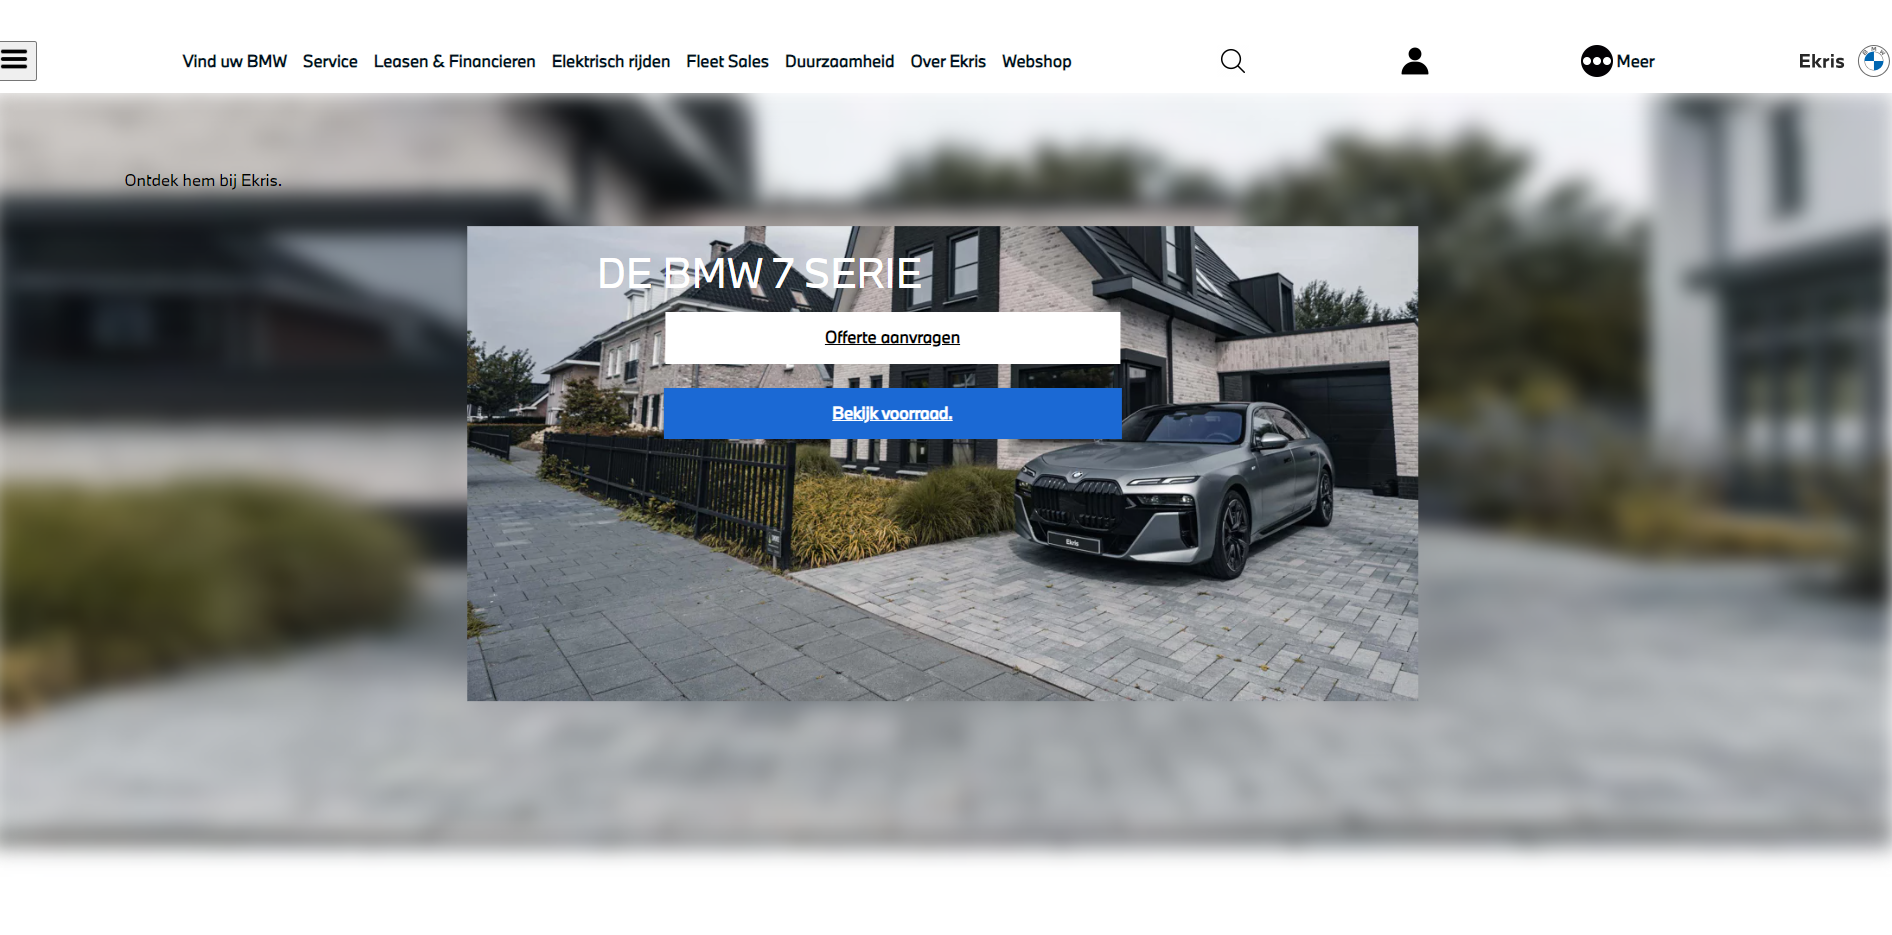 Vind uw BMW Service Leasen & Financieren Elektrisch rijden Fleet Sales Duurzaamheid Over Ekris Webshop Meer Ekris
Ontdek hem bij Ekris.
DE BMW 7 SERIE
Offerte aanvragen
Bekijk voorraad.
Ekris